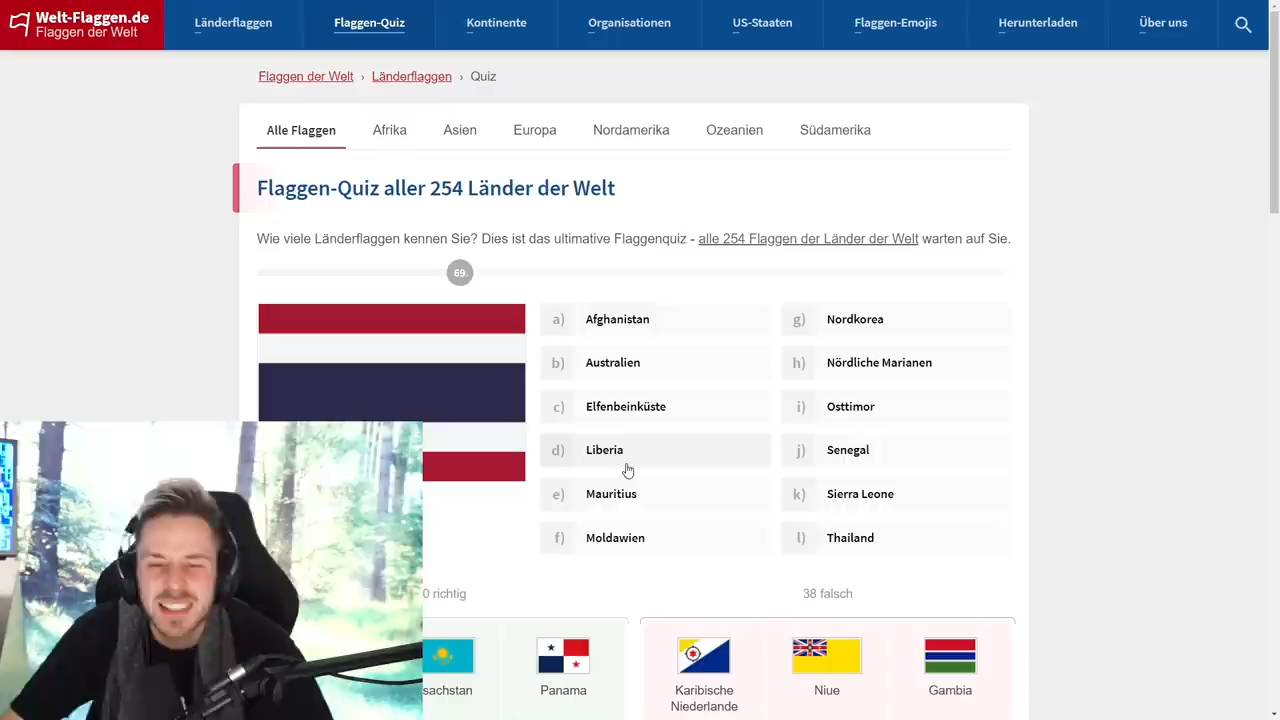 Welt-Flaggen.de
Flaggen der Welt
Länderflaggen
Flaggen-Quiz
Kontinente
Organisationen
US-Staaten
Flaggen-Emojis
Herunterladen
Über uns
Flaggen der Welt › Länderflaggen › Quiz
Alle Flaggen
Afrika
Asien
Europa
Nordamerika
Ozeanien
Südamerika
Flaggen-Quiz aller 254 Länder der Welt
Wie viele Länderflaggen kennen Sie? Dies ist das ultimative Flaggenquiz - alle 254 Flaggen der Länder der Welt warten auf Sie.
69.
a) Afghanistan
b) Australien
c) Elfenbeinküste
d) Liberia
e) Mauritius
f) Moldawien
g) Nordkorea
h) Nördliche Marianen
i) Osttimor
j) Senegal
k) Sierra Leone
l) Thailand
0 richtig
38 falsch
sachstan
Panama
Karibische
Niederlande
Niue
Gambia